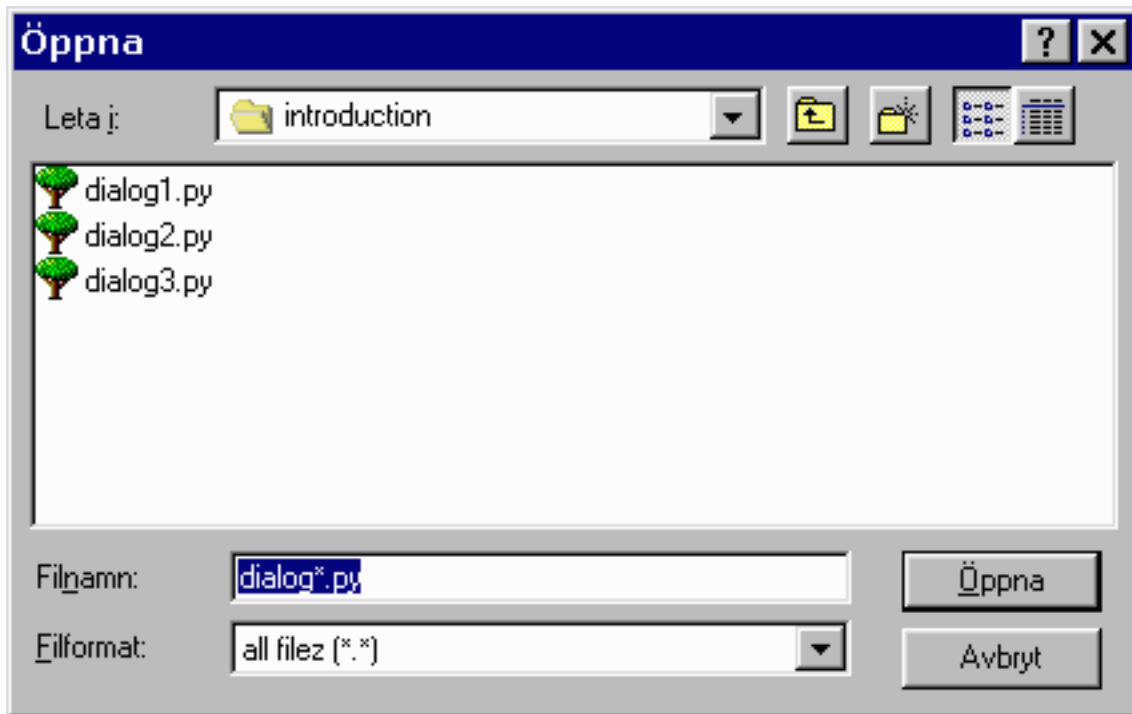 Öppna
Leta i: introduction
dialog1.py
dialog2.py
dialog3.py
Filnamn: dialog*.py Öppna
Filformat: all filez (*.*) Avbryt